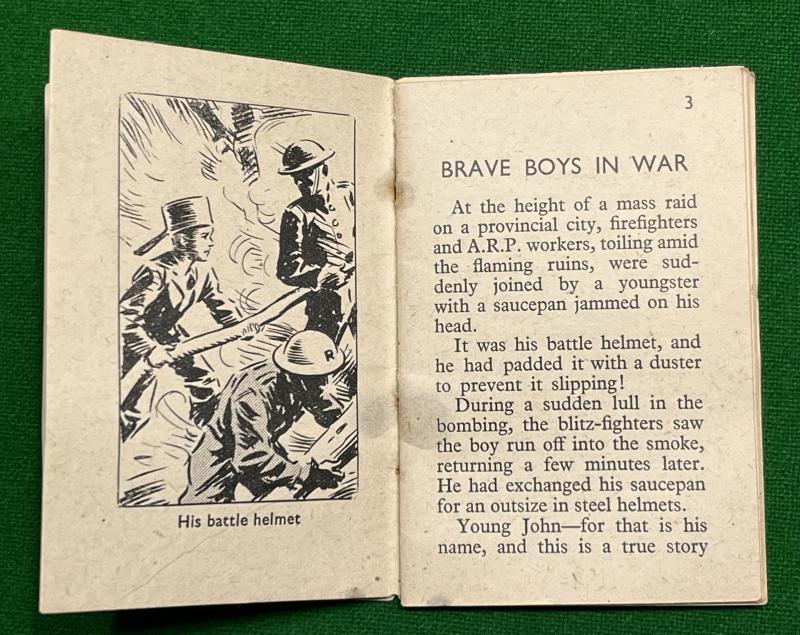 R
His battle helmet
3
BRAVE BOYS IN WAR
At the height of a mass raid
on a provincial city, firefighters
and A.R.P. workers, toiling amid
the flaming ruins, were sud-
denly joined by a youngster
with a saucepan jammed on his
head.
It was his battle helmet, and
he had padded it with a duster
to prevent it slipping!
During a sudden lull in the
bombing, the blitz-fighters saw
the boy run off into the smoke,
returning a few minutes later.
He had exchanged his saucepan
for an outsize in steel helmets.
Young John—for that is his
name, and this is a true story